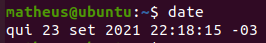 matheus@ubuntu:~$ date
qui 23 set 2021 22:18:15 -03